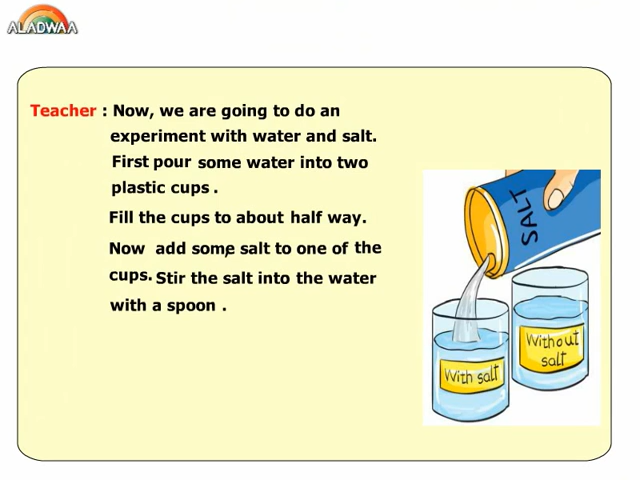 ALADWAA
Teacher : Now, we are going to do an
experiment with water and salt.
First pour some water into two
plastic cups .
Fill the cups to about half way.
Now add some salt to one of the
cups. Stir the salt into the water
with a spoon .
SALT
Without
salt
With salt